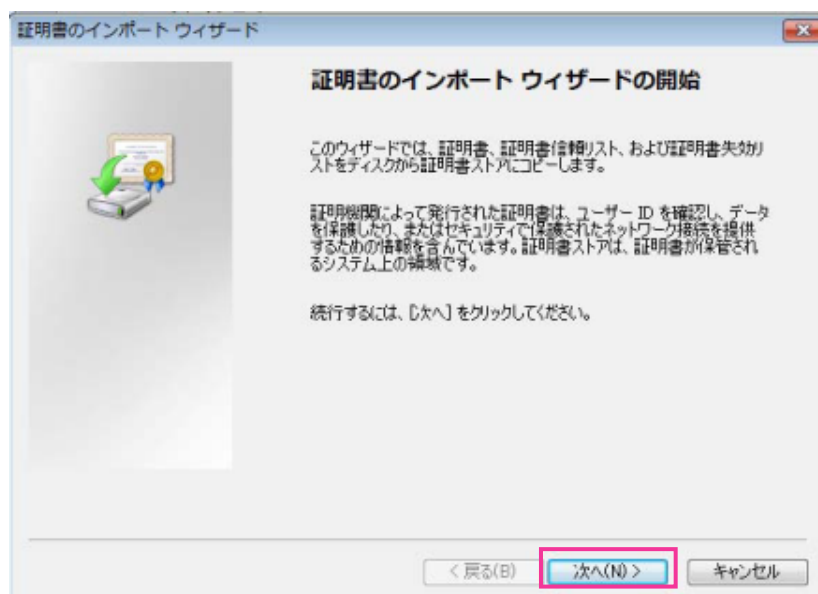 証明書のインポート ウィザード
証明書のインポート ウィザードの開始
このウィザードでは、証明書、証明書信頼リスト、および証明書失効リ
ストをディスクから証明書ストアにコピーします。
証明機関によって発行された証明書は、ユーザー ID を確認し、データ
を保護したり、またはセキュリティで保護されたネットワーク接続を提供
するための情報を含んでいます。証明書ストアは、証明書が保管され
るシステム上の領域です。
続行するには、[次へ] をクリックしてください。
< 戻る(B) 次へ(N) > キャンセル